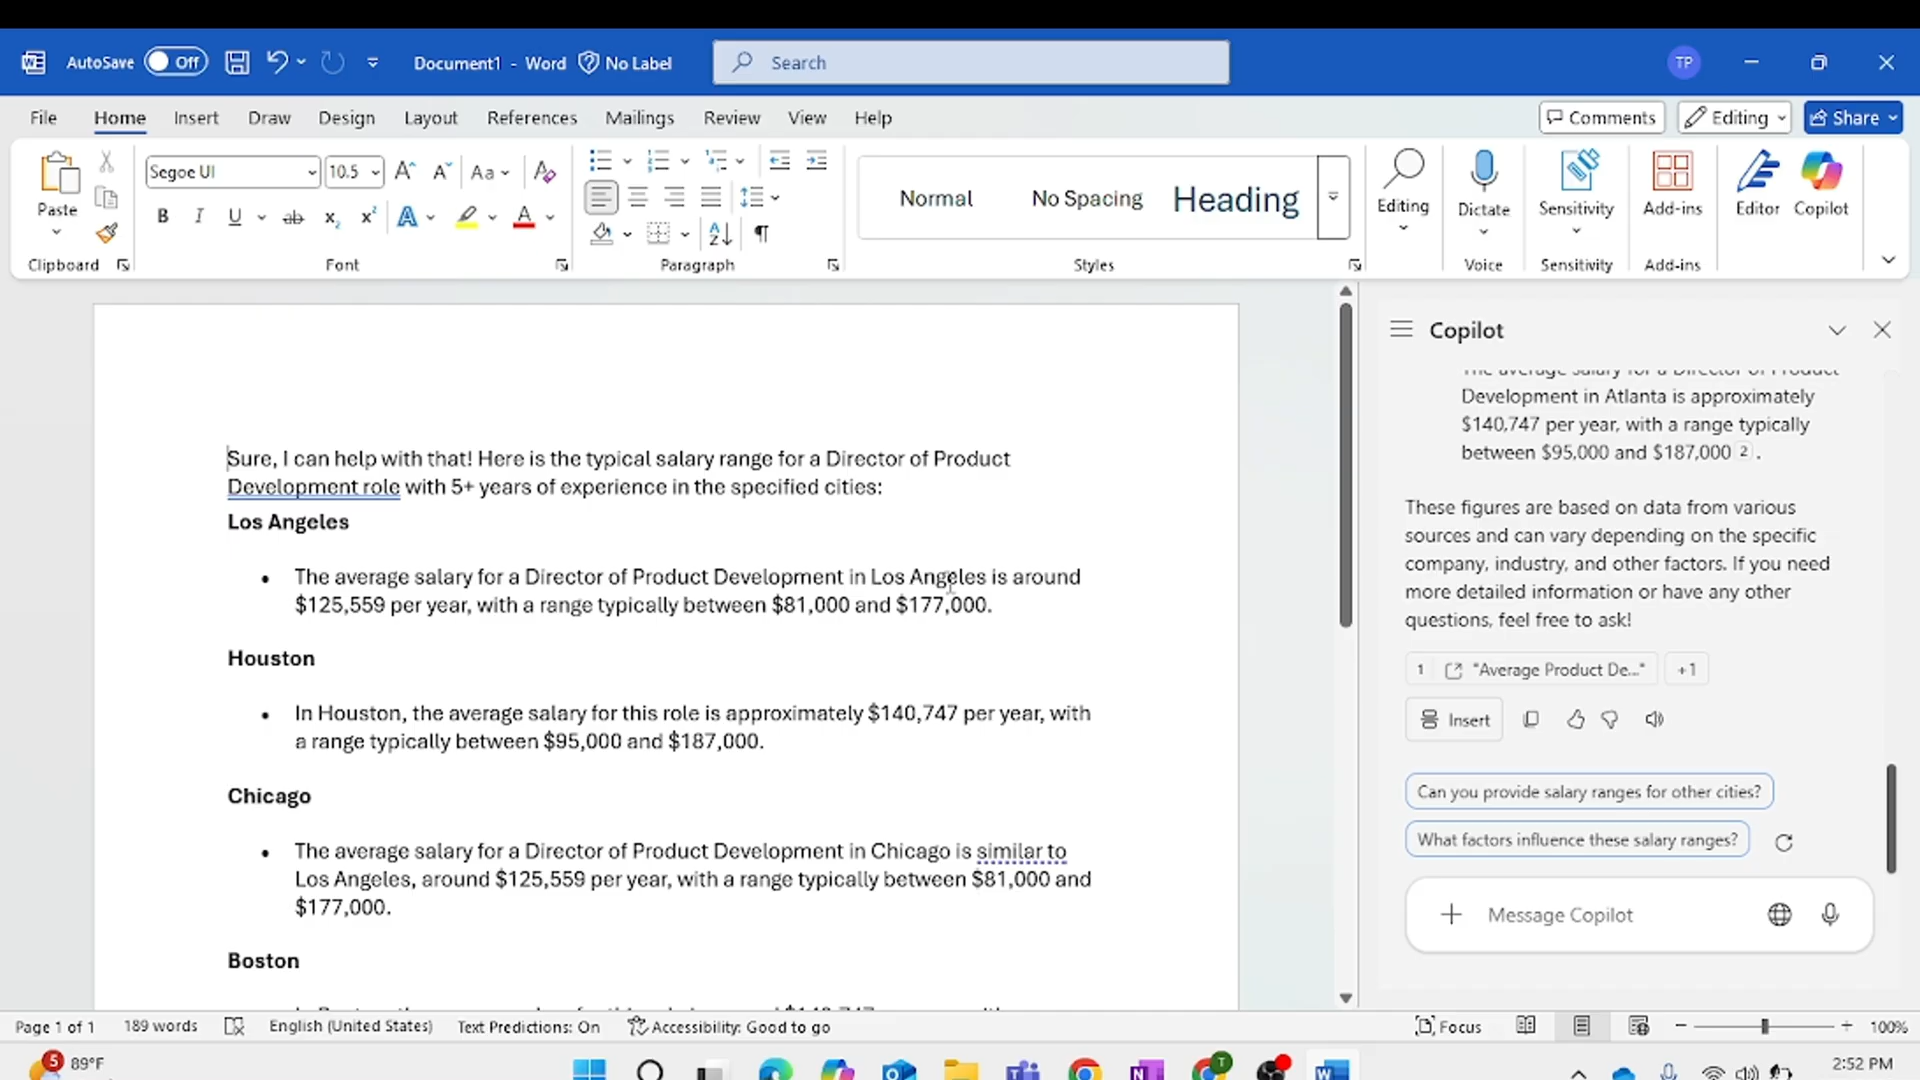 AutoSave Off Document1 - Word No Label Search TP
File Home Insert Draw Design Layout References Mailings Review View Help Comments Editing Share
Paste
Clipboard
Segoe UI 10.5
Aa
B I U ab x₂ x² A A
Font
Paragraph
Normal No Spacing Heading
Styles
Editing
Dictate
Voice
Sensitivity
Sensitivity
Add-ins
Add-ins
Editor
Copilot
Sure, I can help with that! Here is the typical salary range for a Director of Product
Development role with 5+ years of experience in the specified cities:
Los Angeles
• The average salary for a Director of Product Development in Los Angeles is around
$125,559 per year, with a range typically between $81,000 and $177,000.
Houston
• In Houston, the average salary for this role is approximately $140,747 per year, with
a range typically between $95,000 and $187,000.
Chicago
• The average salary for a Director of Product Development in Chicago is similar to
Los Angeles, around $125,559 per year, with a range typically between $81,000 and
$177,000.
Boston
Copilot
The average salary for a Director of Product
Development in Atlanta is approximately
$140,747 per year, with a range typically
between $95,000 and $187,000 2 .
These figures are based on data from various
sources and can vary depending on the specific
company, industry, and other factors. If you need
more detailed information or have any other
questions, feel free to ask!
1 "Average Product De..." +1
Insert
Can you provide salary ranges for other cities?
What factors influence these salary ranges?
Message Copilot
Page 1 of 1 189 words English (United States) Text Predictions: On Accessibility: Good to go Focus 100%
5 89°F 2:52 PM